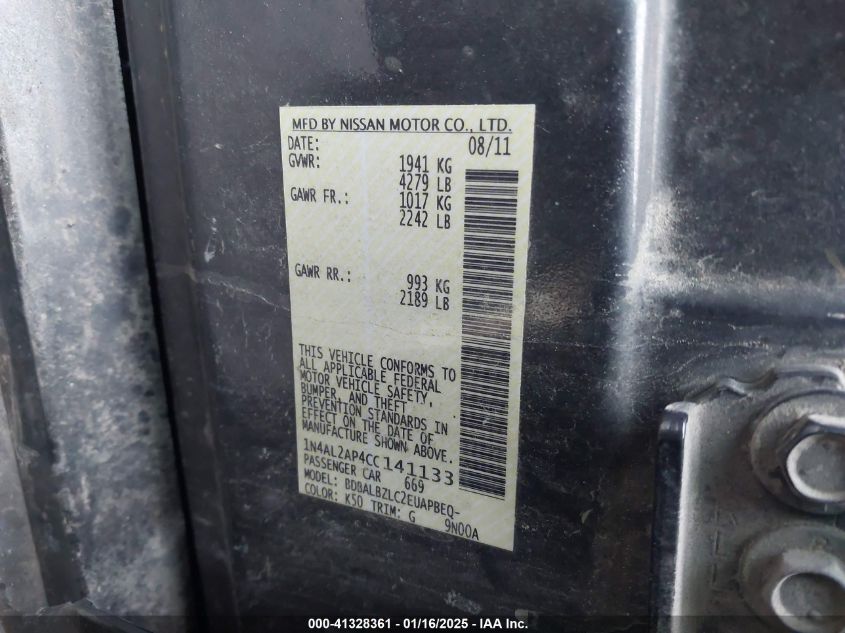 MFD BY NISSAN MOTOR CO., LTD.
DATE: 08/11
GVWR: 1941 KG
4279 LB
GAWR FR.: 1017 KG
2242 LB
GAWR RR.: 993 KG
2189 LB
THIS VEHICLE CONFORMS TO
ALL APPLICABLE FEDERAL
MOTOR VEHICLE SAFETY,
BUMPER, AND THEFT
PREVENTION STANDARDS IN
EFFECT ON THE DATE OF
MANUFACTURE SHOWN ABOVE.
1N4AL2AP4CC141133
PASSENGER CAR 669
MODEL: BDBALBZLC2EUAPBEQ-
COLOR: K50 TRIM: G 9N00A
000-41328361 - 01/16/2025 - IAA Inc.